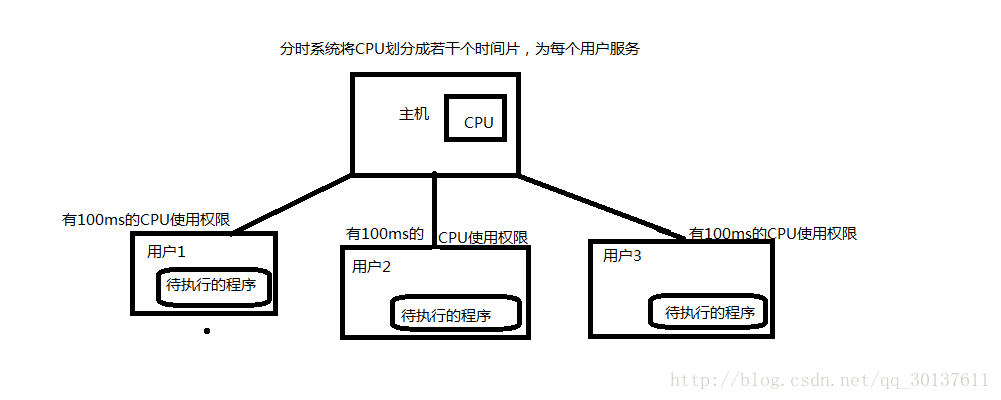 分时系统将CPU划分成若干个时间片，为每个用户服务
主机
CPU
有100ms的CPU使用权限
有100ms的 CPU使用权限
有100ms的CPU使用权限
用户1
待执行的程序
用户2
待执行的程序
用户3
待执行的程序
http://blog.csdn.net/qq_30137611